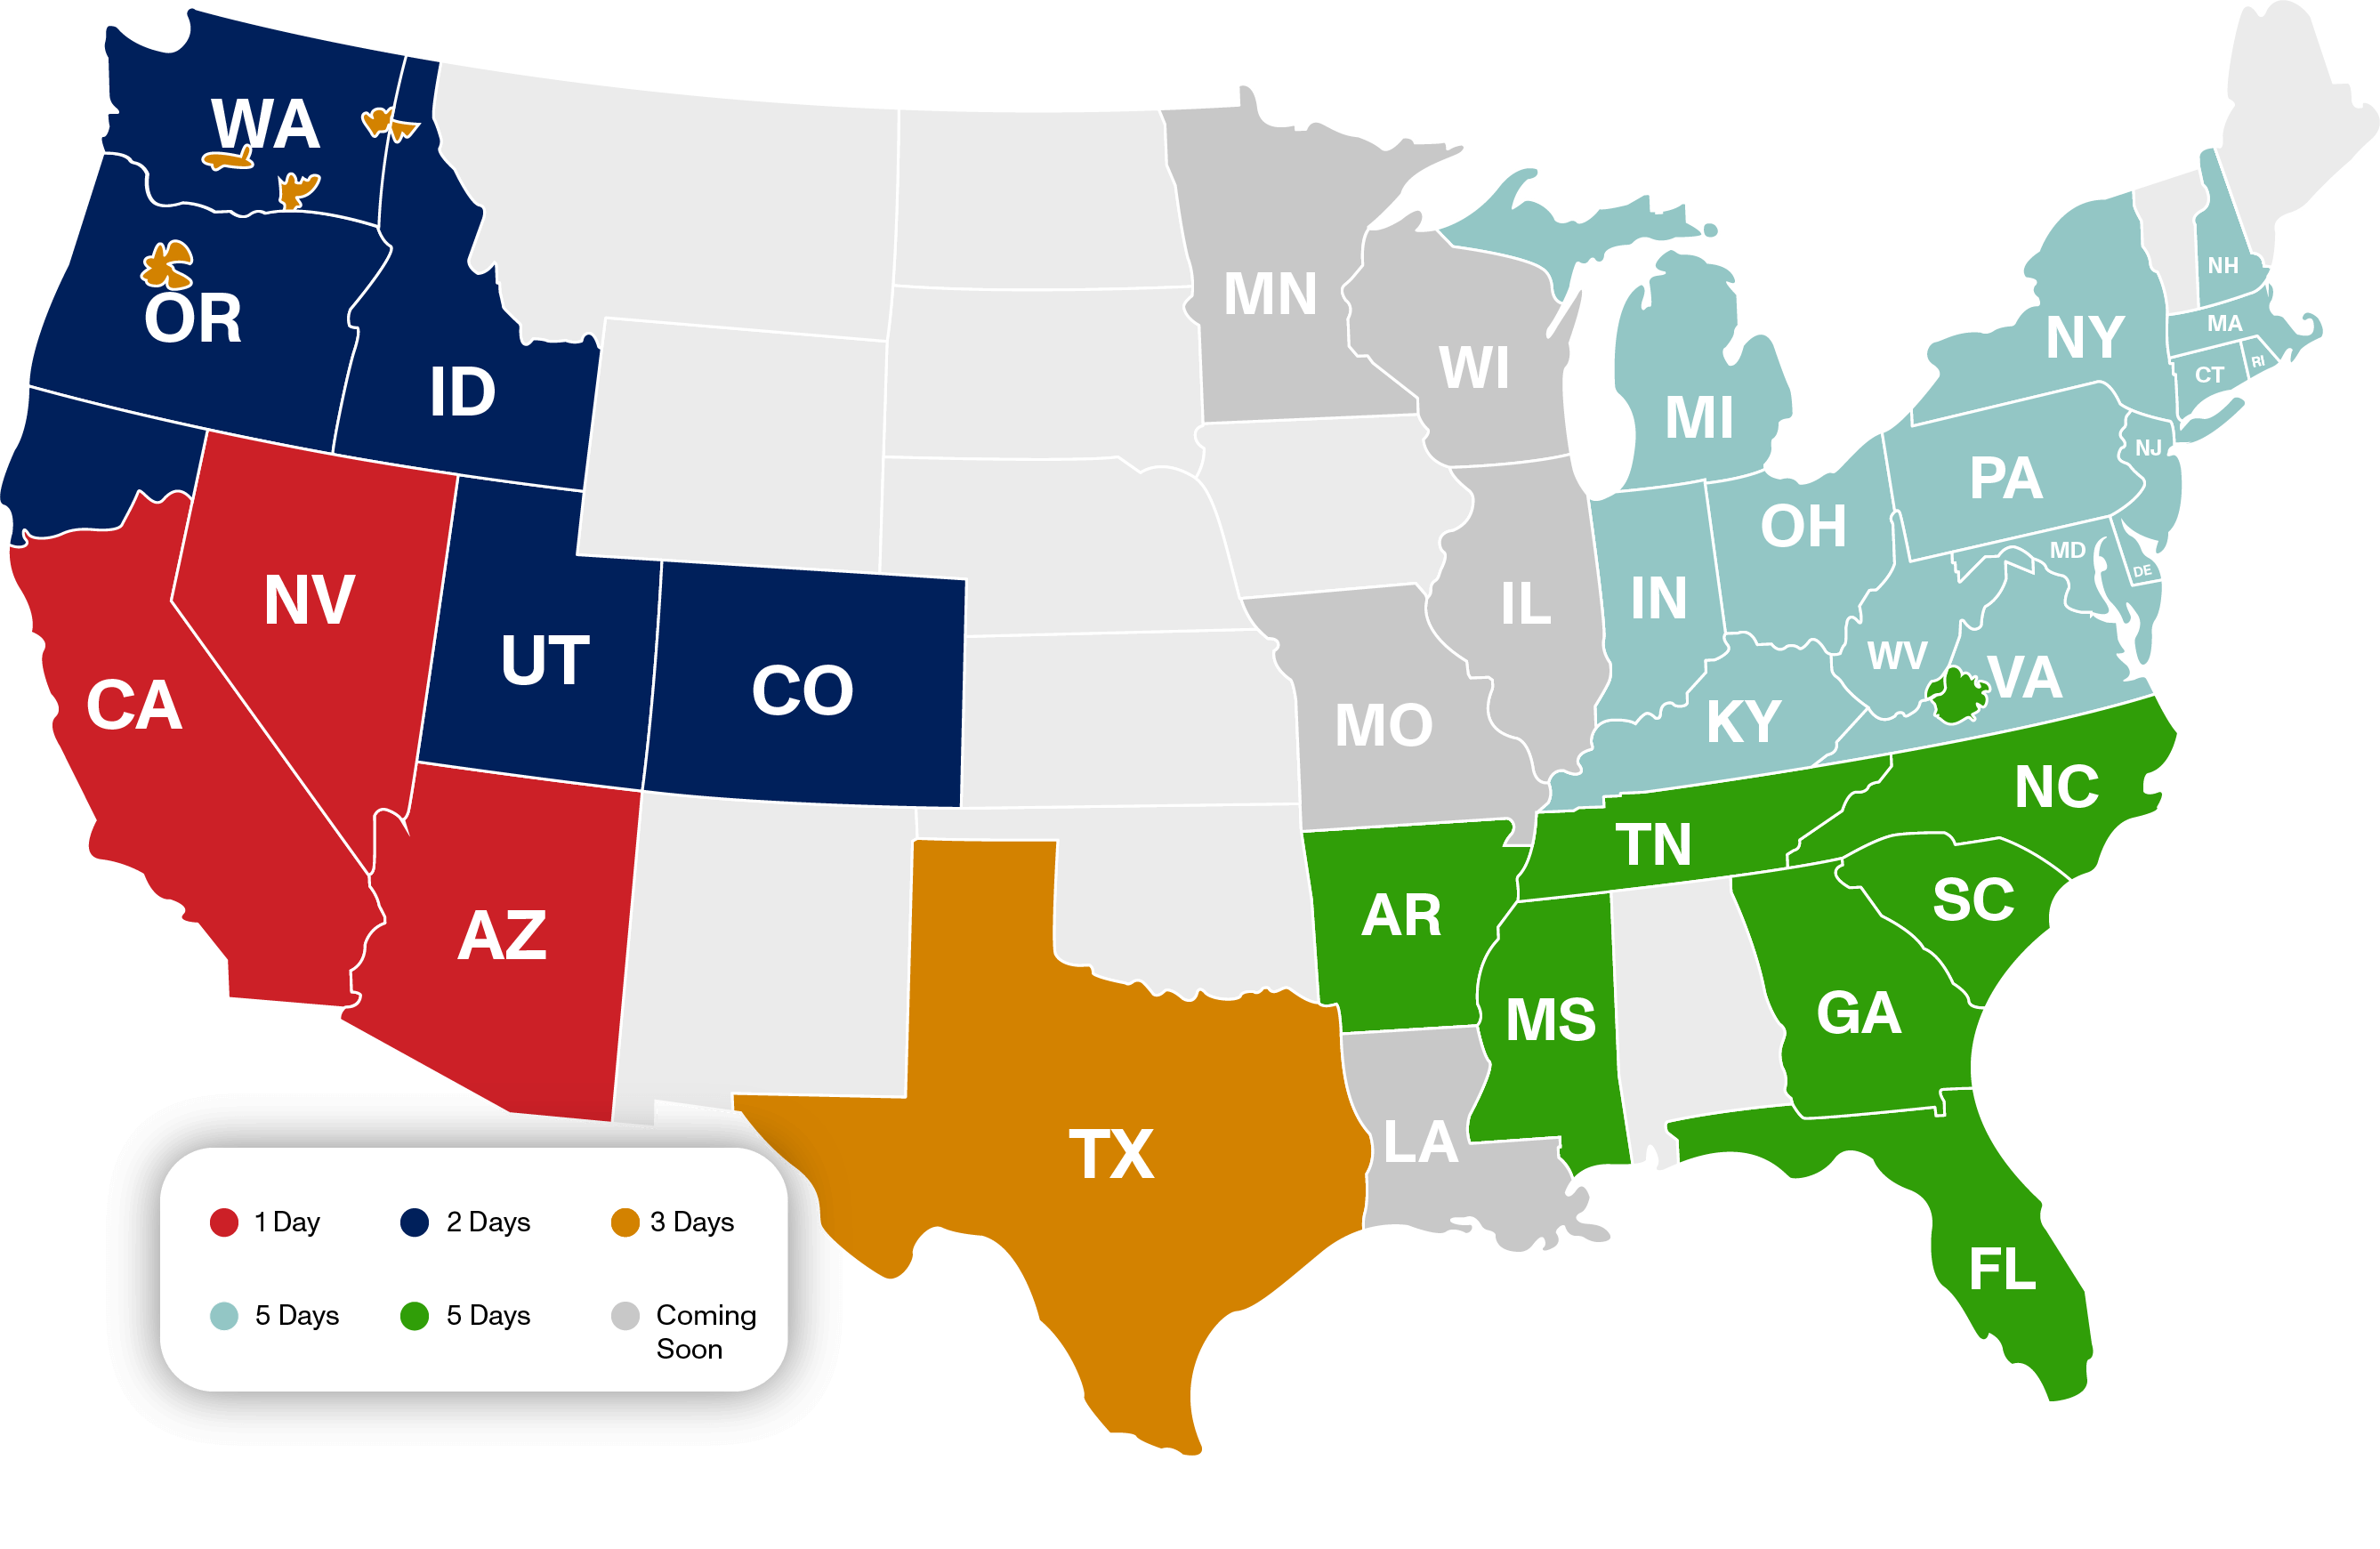 WA
OR
ID
NV
CA
UT
CO
AZ
TX
MN
WI
IL
MO
AR
LA
MS
TN
MI
IN
OH
KY
WV
VA
PA
NY
NH
MA
CT
RI
NJ
MD
DE
NC
SC
GA
FL
1 Day
2 Days
3 Days
5 Days
5 Days
Coming
Soon